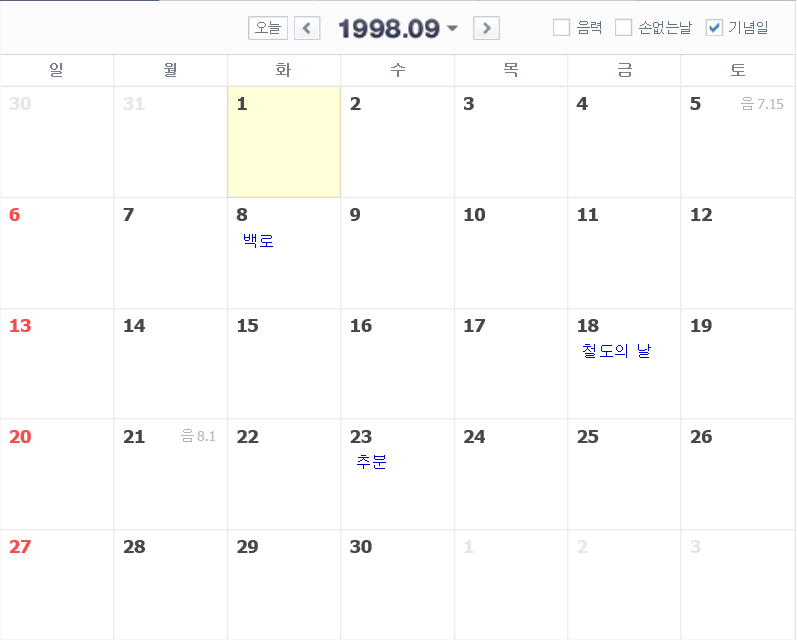 오늘 1998.09 음력 손없는날 기념일
일 월 화 수 목 금 토
30 31 1 2 3 4 5 음 7.15
6 7 8 9 10 11 12
백로
13 14 15 16 17 18 19
철도의 날
20 21 음 8.1 22 23 24 25 26
추분
27 28 29 30 1 2 3